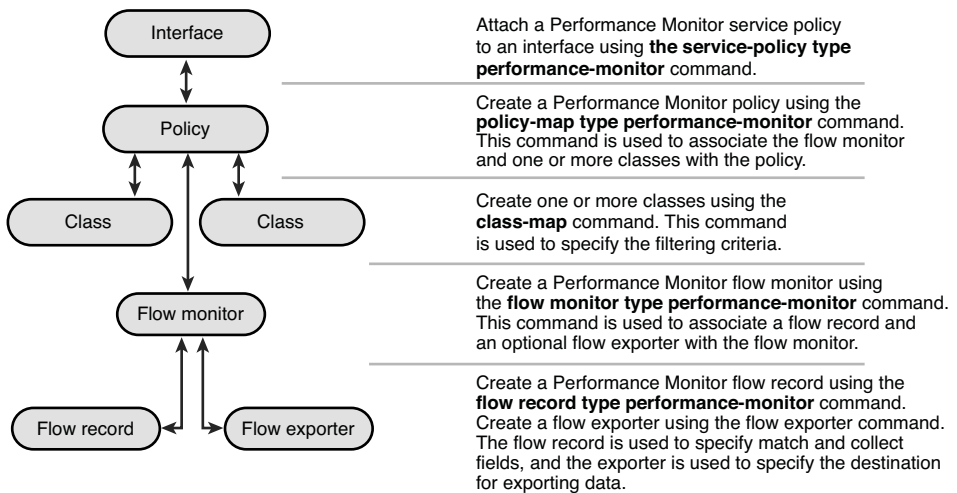 Interface
Attach a Performance Monitor service policy
to an interface using the service-policy type
performance-monitor command.
Policy
Create a Performance Monitor policy using the
policy-map type performance-monitor command.
This command is used to associate the flow monitor
and one or more classes with the policy.
Class
Class
Create one or more classes using the
class-map command. This command
is used to specify the filtering criteria.
Flow monitor
Create a Performance Monitor flow monitor using
the flow monitor type performance-monitor command.
This command is used to associate a flow record and
an optional flow exporter with the flow monitor.
Flow record
Flow exporter
Create a Performance Monitor flow record using the
flow record type performance-monitor command.
Create a flow exporter using the flow exporter command.
The flow record is used to specify match and collect
fields, and the exporter is used to specify the destination
for exporting data.